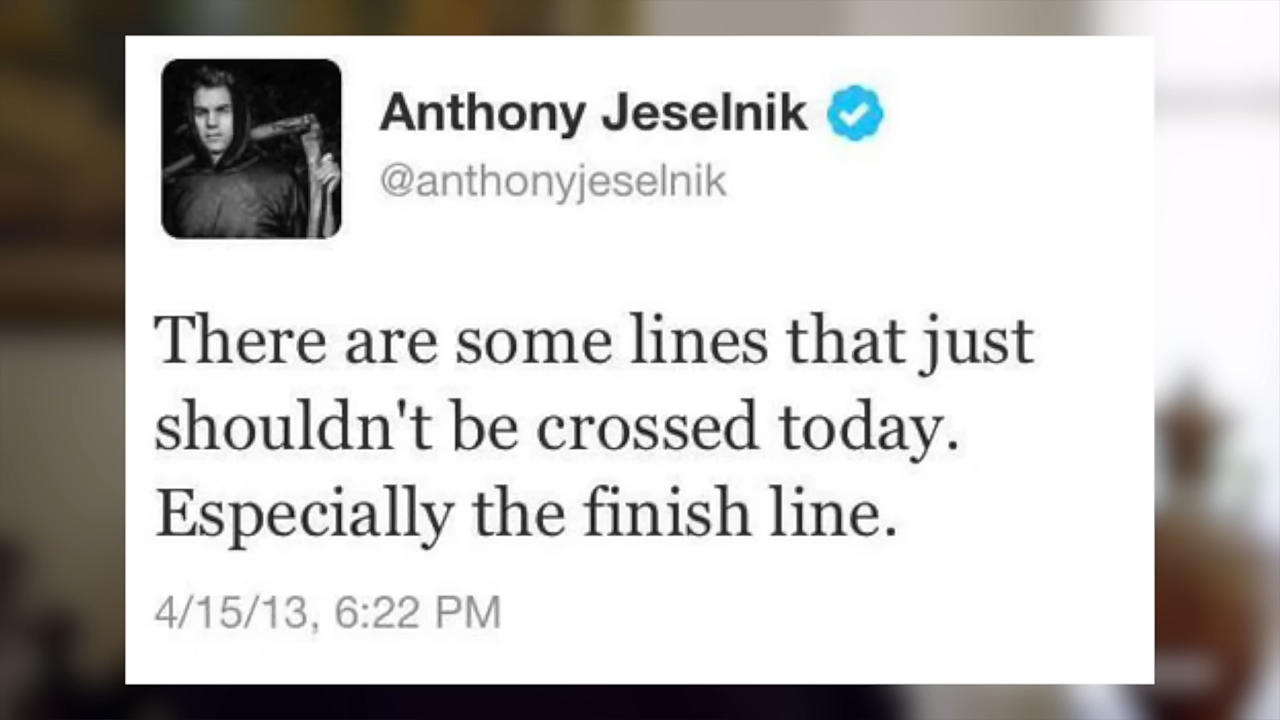 Anthony Jeselnik
@anthonyjeselnik
There are some lines that just
shouldn't be crossed today.
Especially the finish line.
4/15/13, 6:22 PM